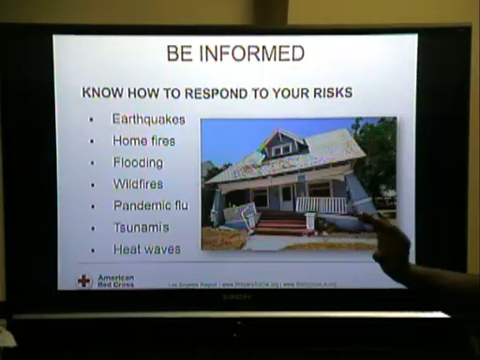 BE INFORMED
KNOW HOW TO RESPOND TO YOUR RISKS
• Earthquakes
• Home fires
• Flooding
• Wildfires
• Pandemic flu
• Tsunamis
• Heat waves
American
Red Cross
Los Angeles Region
SAMSUNG